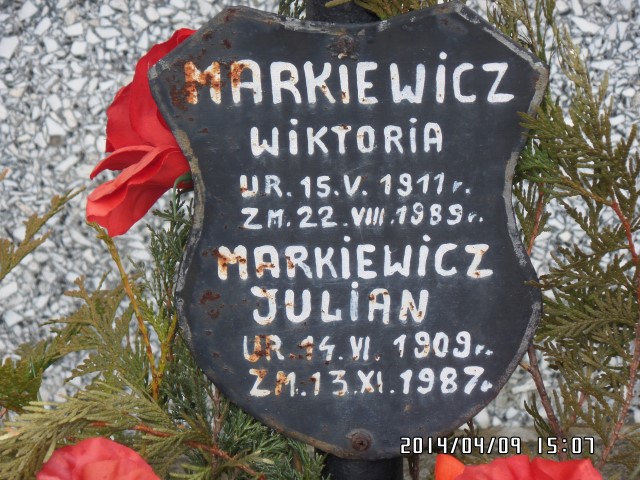 MARKIEWICZ
WIKTORIA
UR. 15. V. 1911 r.
ZM. 22. VIII. 1989 r.
MARKIEWICZ
JULIAN
UR. 14. VI. 1909 r.
ZM. 13. XI. 1987 r.
2014/04/09 15:07